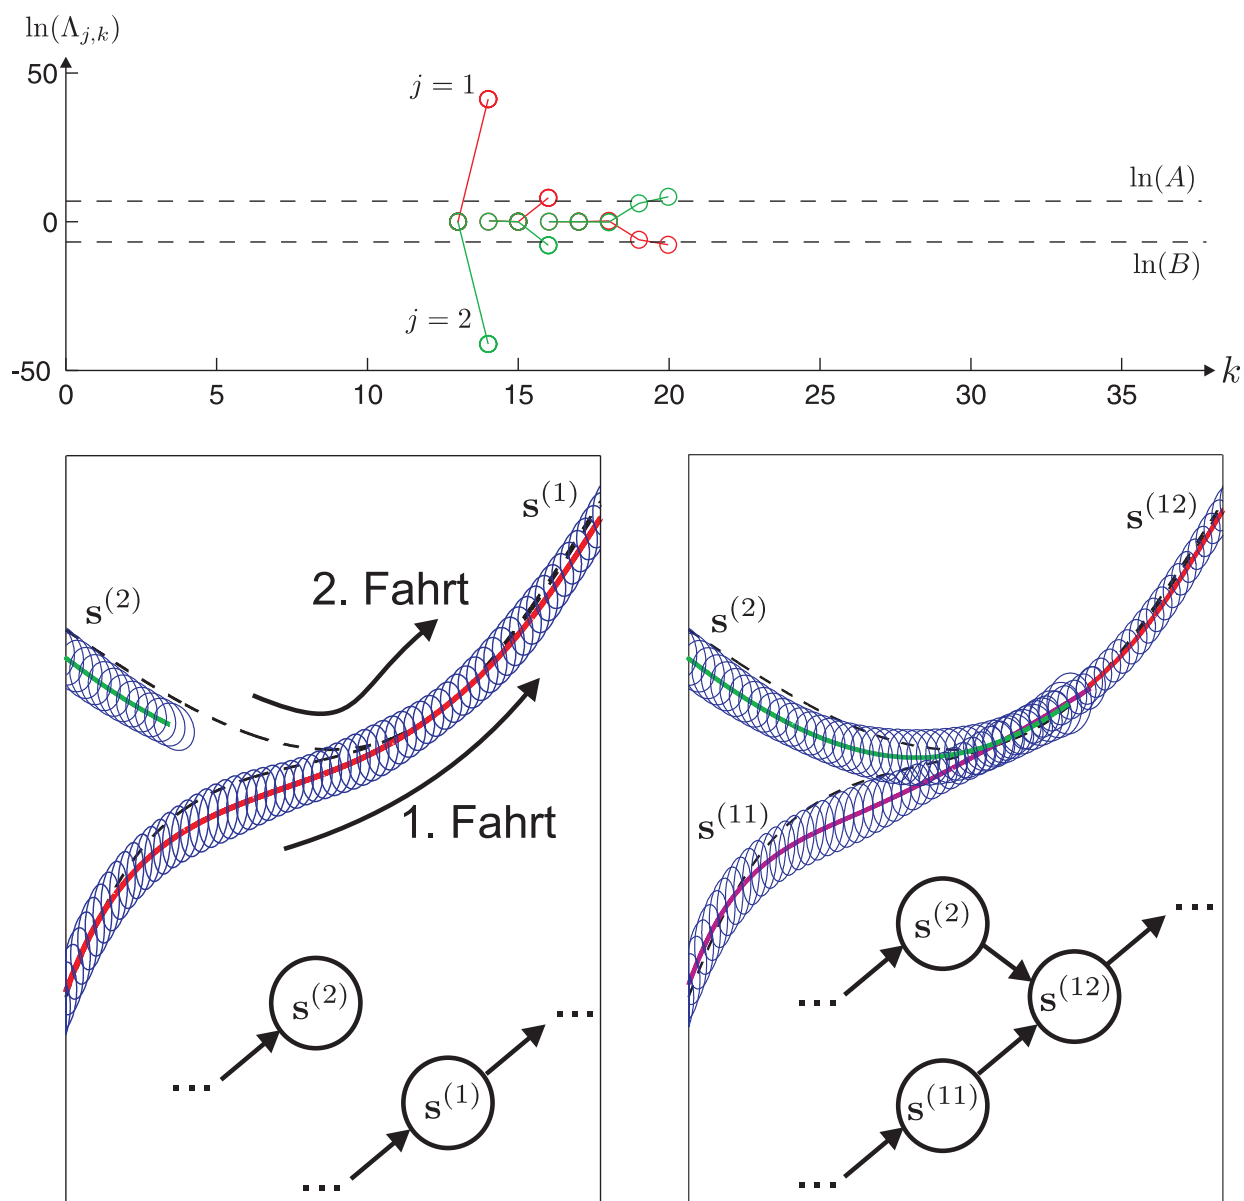 ln(Λ_{j,k})
50
0
-50
j = 1
j = 2
ln(A)
ln(B)
0 5 10 15 20 25 30 35 k
s^{(1)}
2. Fahrt
s^{(2)}
1. Fahrt
s^{(2)}
...
s^{(1)}
...
...
s^{(12)}
s^{(2)}
s^{(11)}
...
s^{(2)}
s^{(12)}
...
s^{(11)}
...